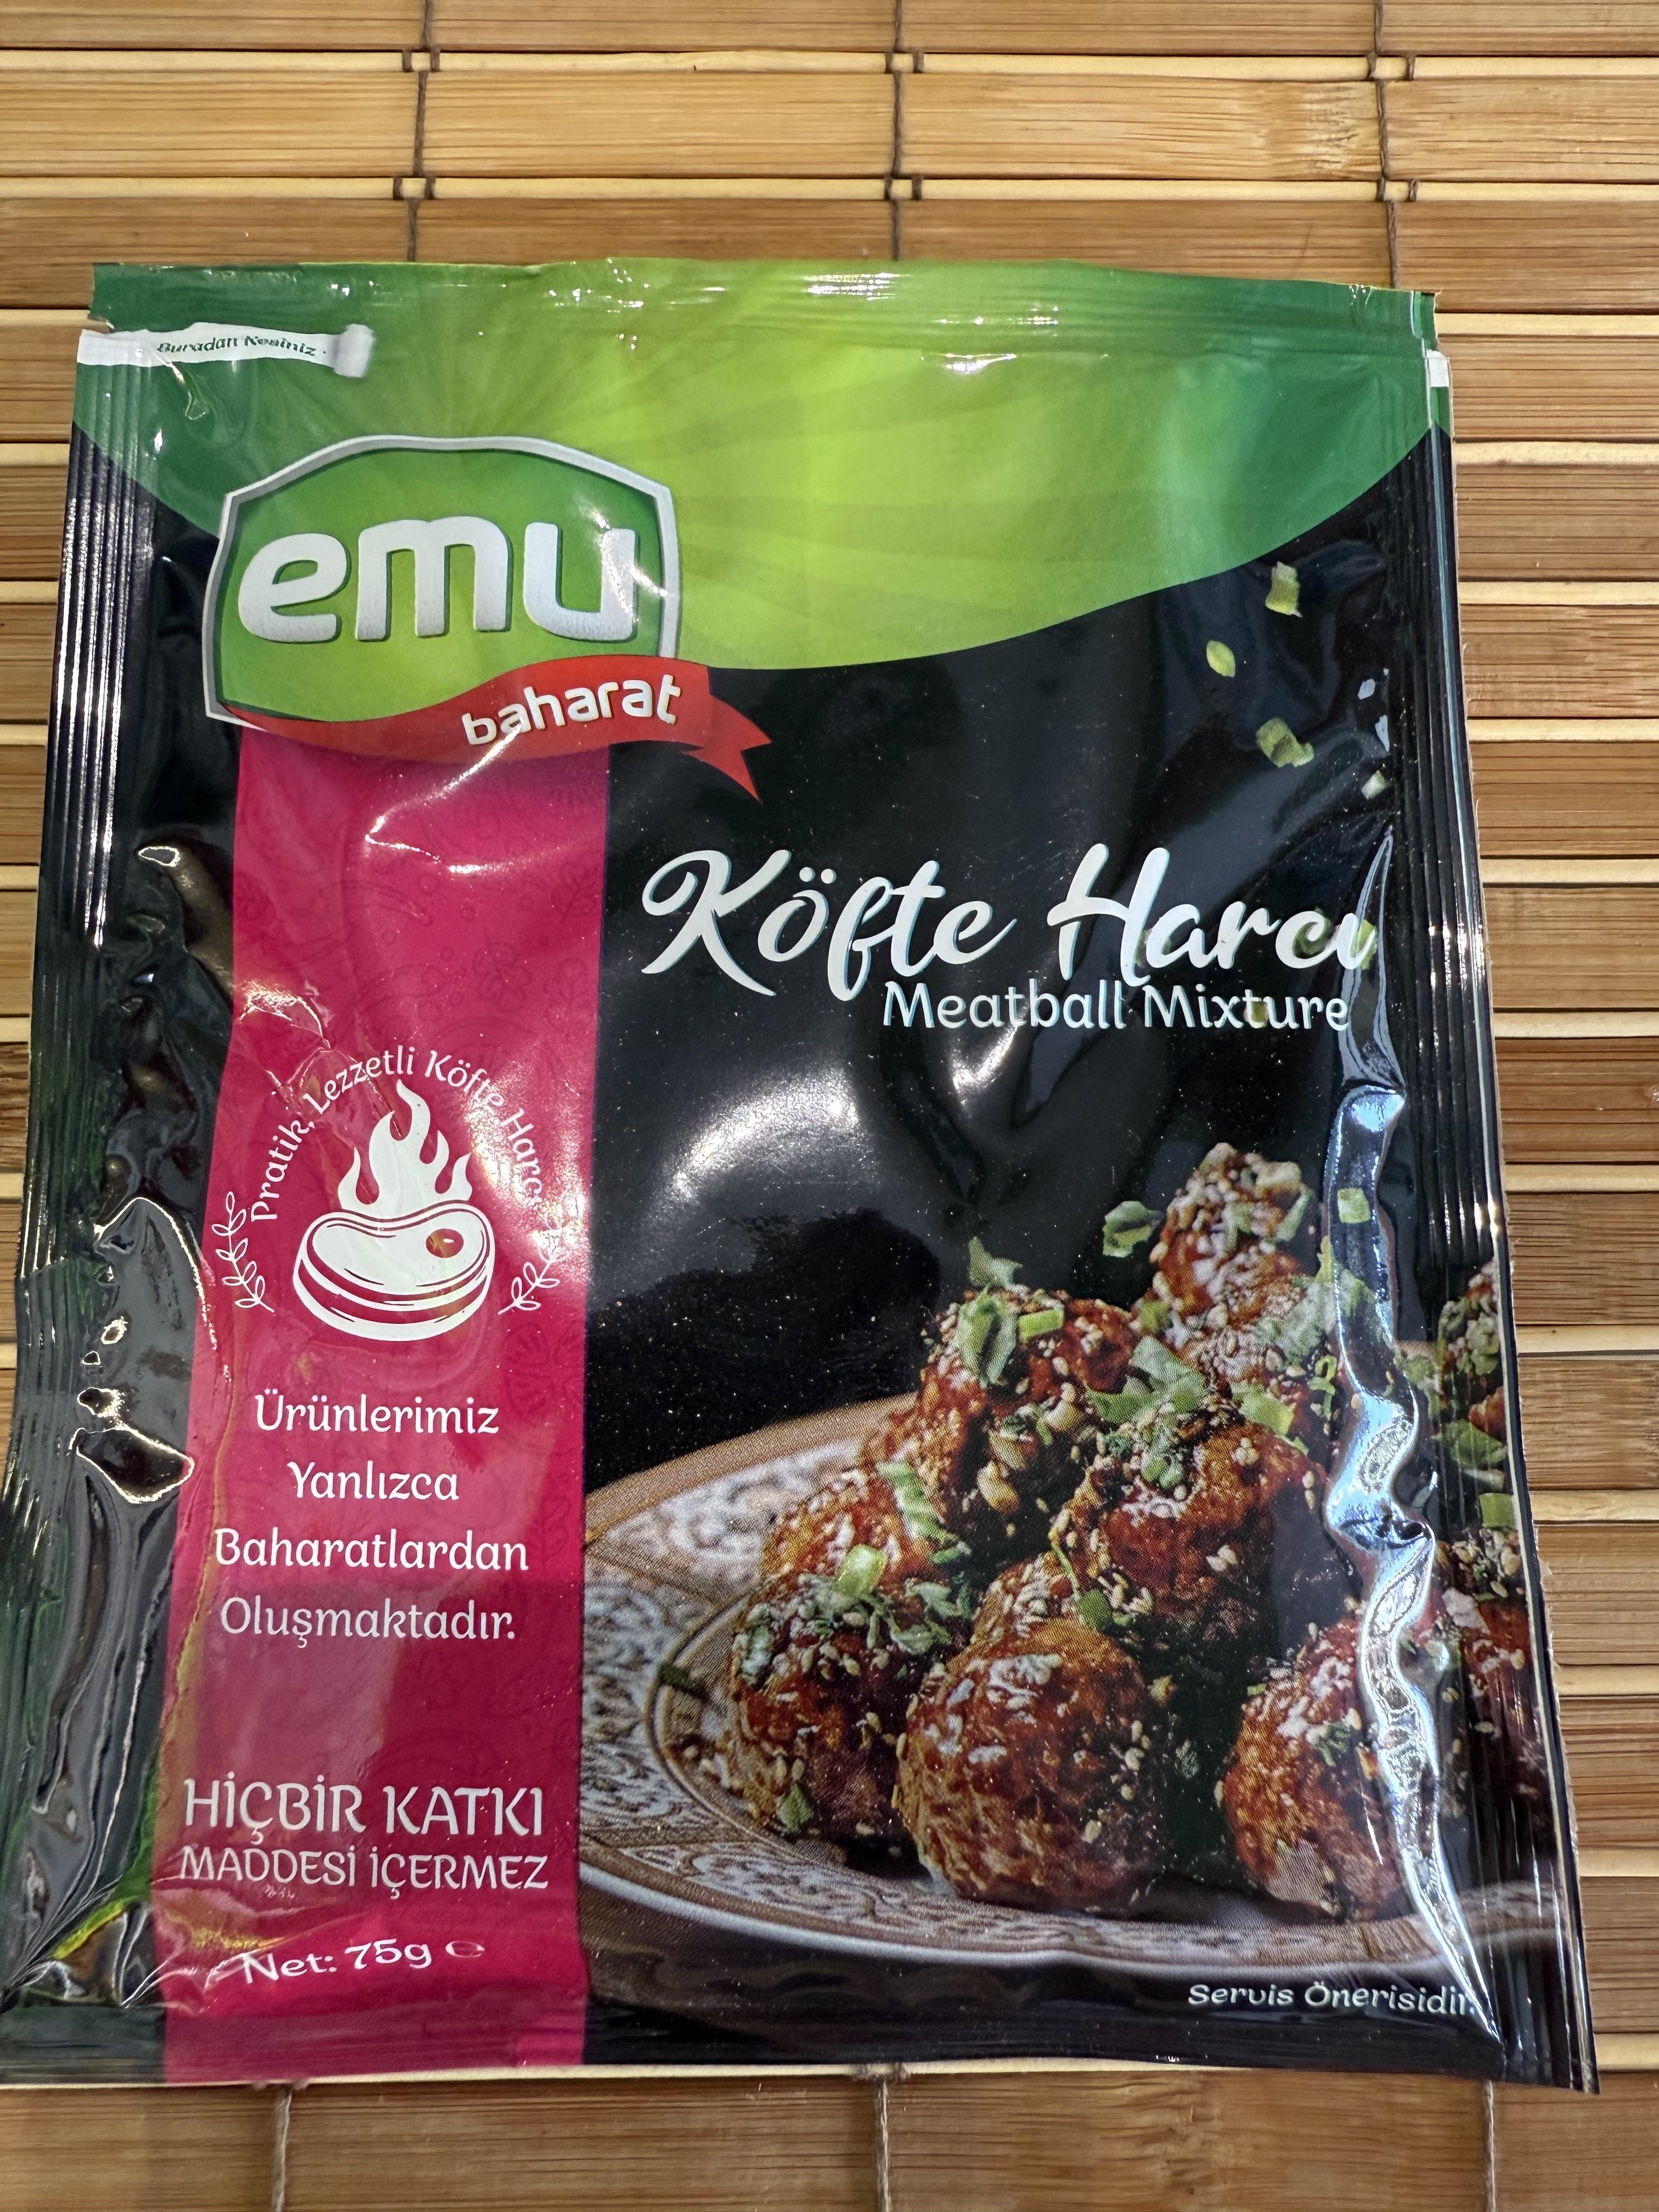 Buradan Kesiniz
emu
baharat
Köfte Harcı
Meatball Mixture
Pratik, Lezzetli Köfte Harcı
Ürünlerimiz
Yanlızca
Baharatlardan
Oluşmaktadır.
HİÇBİR KATKI
MADDESİ İÇERMEZ
Net: 75g ℮
Servis Önerisidir.